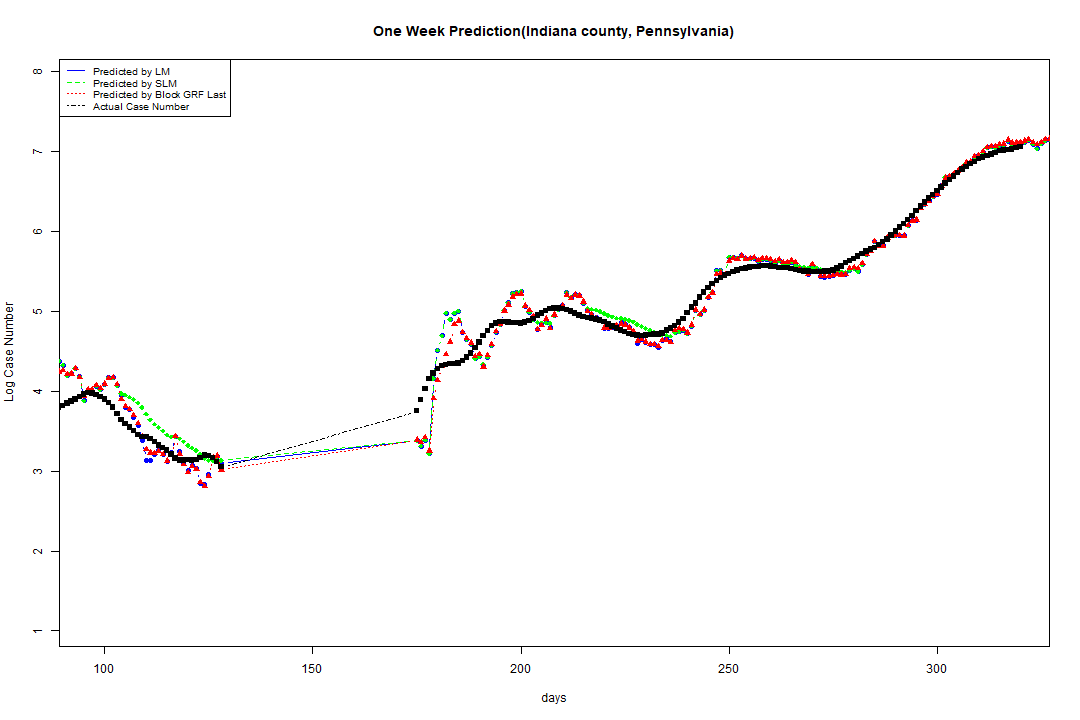 One Week Prediction(Indiana county, Pennsylvania)
Predicted by LM
Predicted by SLM
Predicted by Block GRF Last
Actual Case Number
8
7
6
5
4
3
2
1
Log Case Number
100 150 200 250 300
days